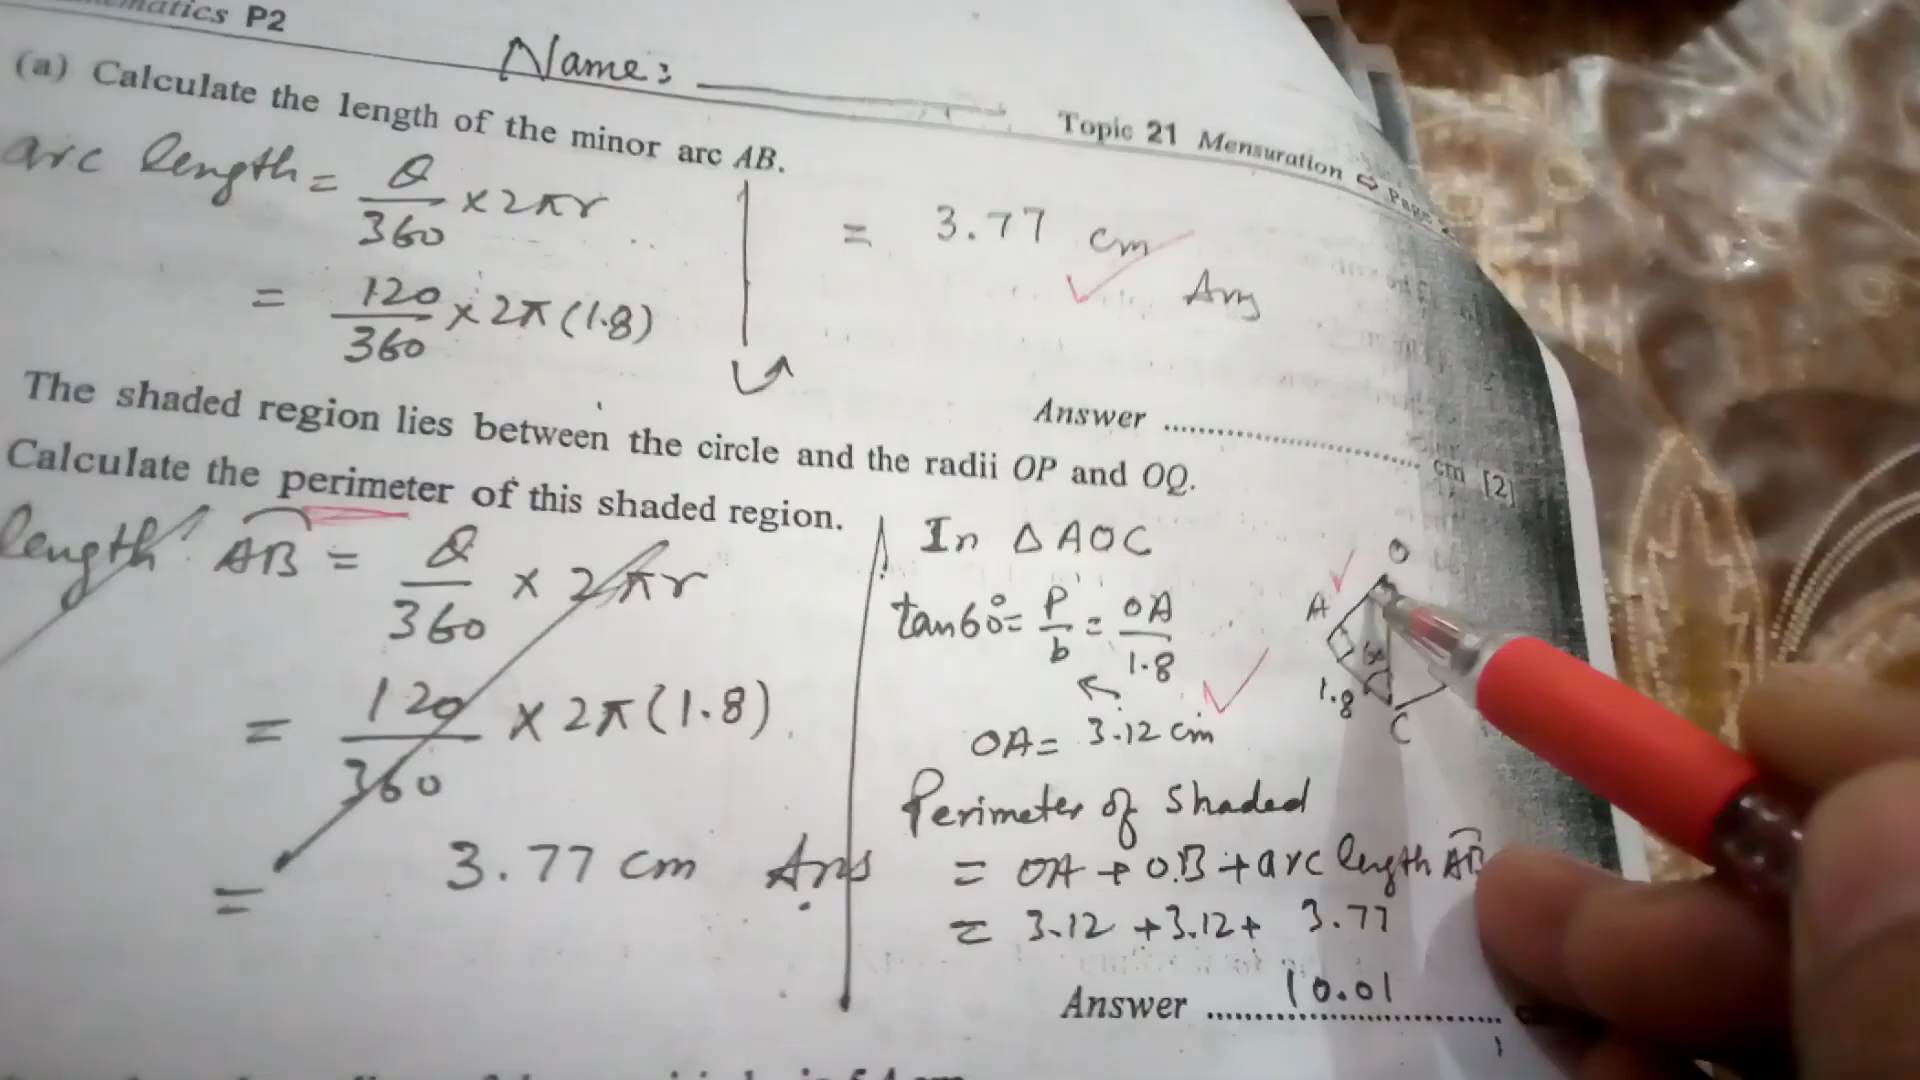 P2
Name:
Topic 21 Mensuration ⇨
(a) Calculate the length of the minor arc AB.
arc length = θ/360 × 2πr
= 120/360 × 2π(1.8)
= 3.77 cm
Ans
Answer .......... cm [2]
The shaded region lies between the circle and the radii OP and OQ.
Calculate the perimeter of this shaded region.
length AB = θ/360 × 2πr
= 120/360 × 2π(1.8)
= 3.77 cm Ans
In △AOC
tan60° = P/b = OA/1.8
OA = 3.12 cm
O
A
1.8
C
Perimeter of shaded
= OA + OB + arc length AB
= 3.12 + 3.12 + 3.77
Answer 10.01